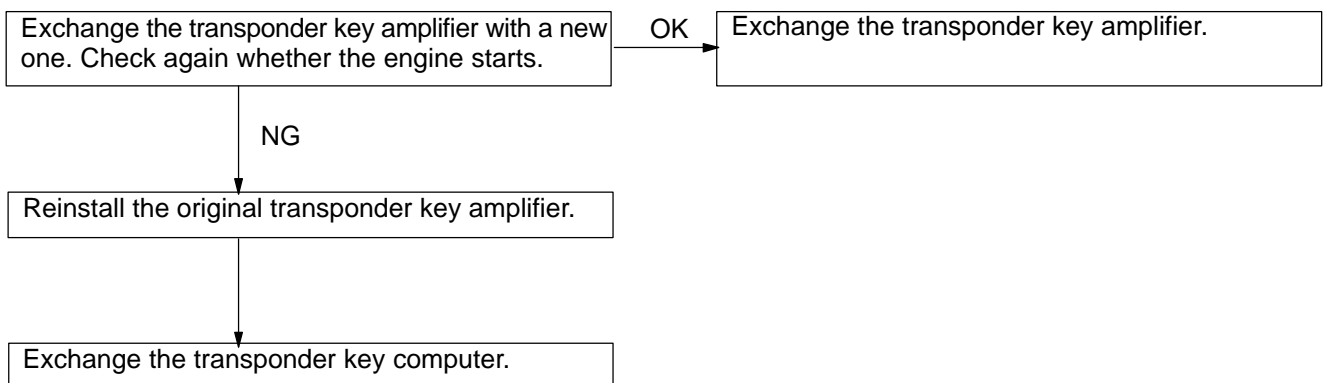 Exchange the transponder key amplifier with a new
one. Check again whether the engine starts.
OK
Exchange the transponder key amplifier.
NG
Reinstall the original transponder key amplifier.
Exchange the transponder key computer.